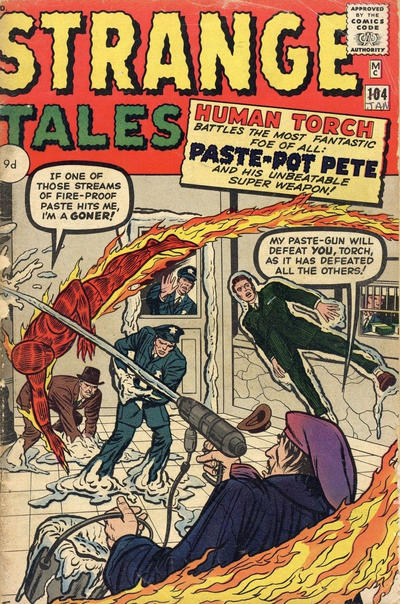 STRANGE
TALES
APPROVED
BY THE
COMICS
CODE
AUTHORITY
MC
104
JAN
9d
HUMAN TORCH
BATTLES THE MOST FANTASTIC
FOE OF ALL:
PASTE-POT PETE
AND HIS UNBEATABLE
SUPER WEAPON!
IF ONE OF
THOSE STREAMS
OF FIRE-PROOF
PASTE HITS ME,
I'M A GONER!
MY PASTE-GUN WILL
DEFEAT YOU, TORCH,
AS IT HAS DEFEATED
ALL THE OTHERS!